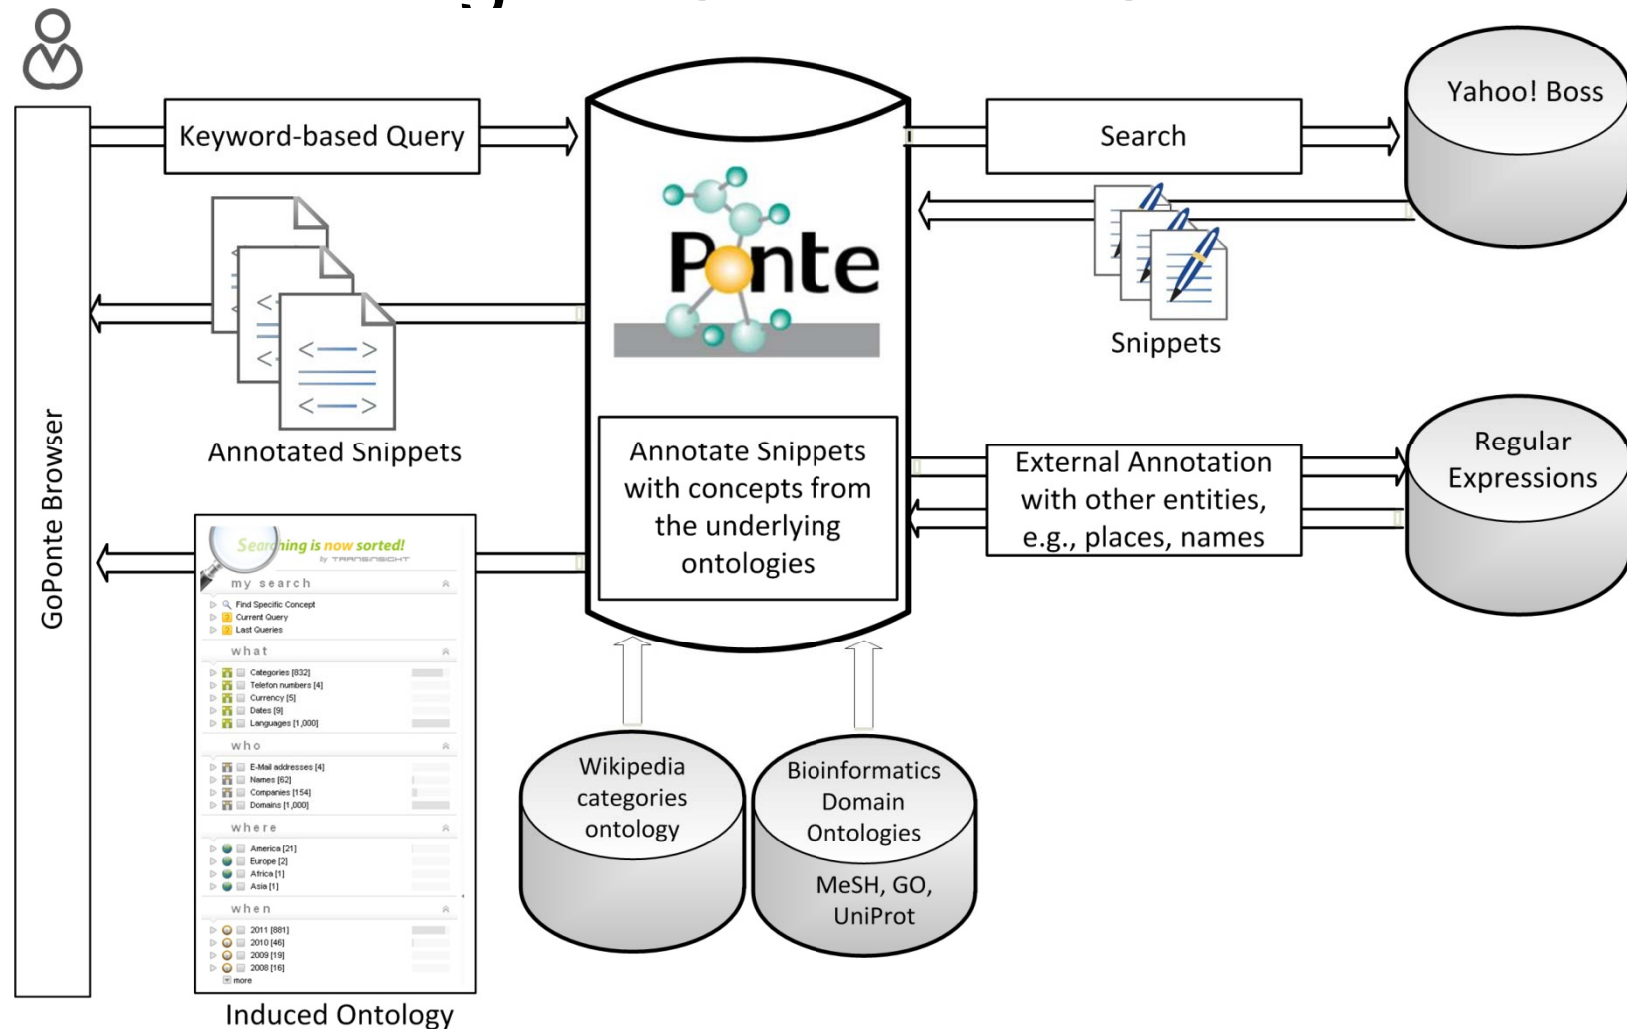 Keyword-based Query
Search
Yahoo! Boss
Ponte
Snippets
Annotated Snippets
GoPonte Browser
Annotate Snippets
with concepts from
the underlying
ontologies
External Annotation
with other entities,
e.g., places, names
Regular
Expressions
Searching is now sorted!
by TRANSINSIGHT
my search
Find Specific Concept
Current Query
Last Queries
what
Categories [832]
Telefon numbers [4]
Currency [5]
Dates [9]
Languages [1,000]
who
E-Mail addresses [4]
Names [62]
Companies [154]
Domains [1,000]
where
America [21]
Europe [2]
Africa [1]
Asia [1]
when
2011 [881]
2010 [46]
2009 [19]
2008 [16]
more
Induced Ontology
Wikipedia
categories
ontology
Bioinformatics
Domain
Ontologies
MeSH, GO,
UniProt